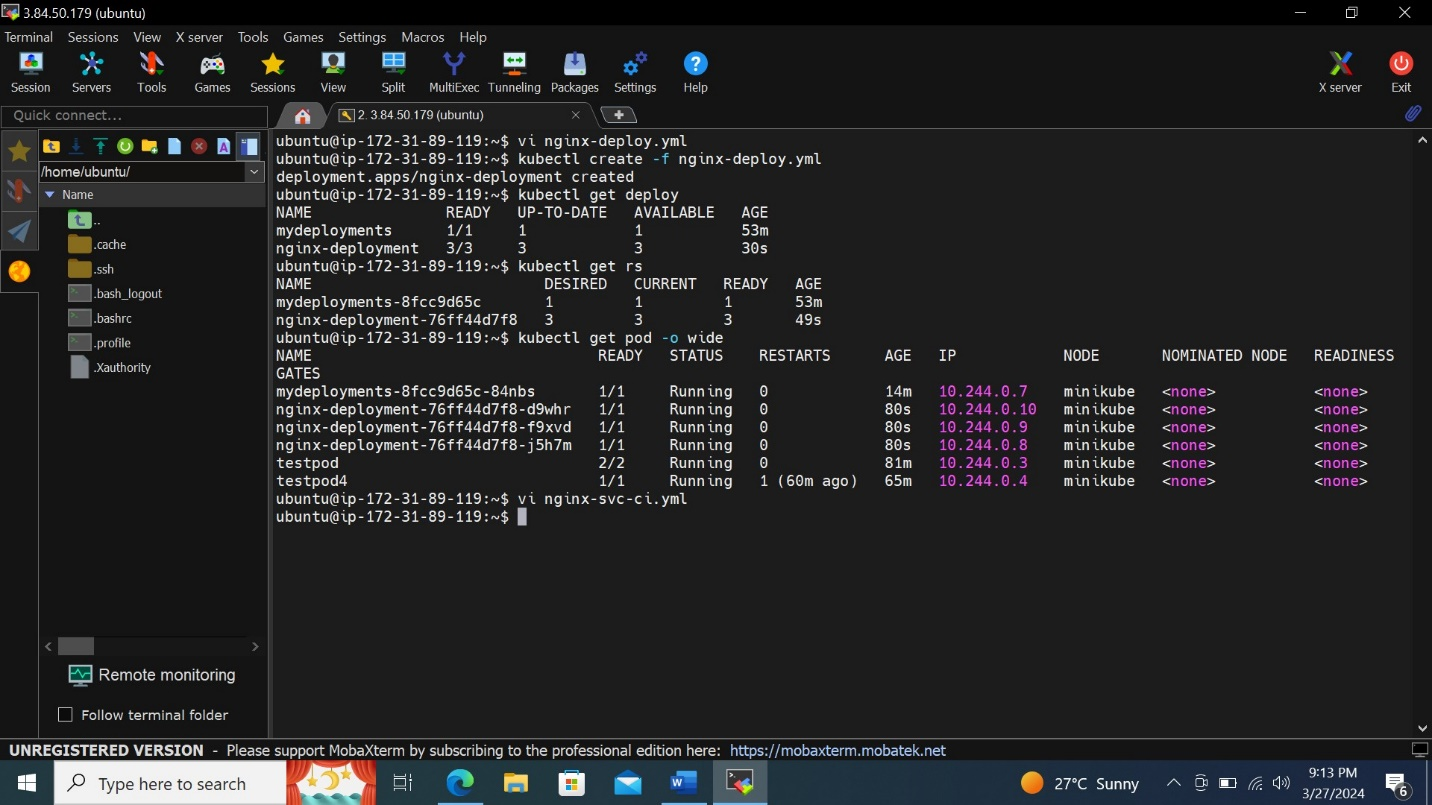 3.84.50.179 (ubuntu)
Terminal Sessions View X server Tools Games Settings Macros Help
Session Servers Tools Games Sessions View Split MultiExec Tunneling Packages Settings Help X server Exit
Quick connect...
2. 3.84.50.179 (ubuntu)
/home/ubuntu/
Name
..
.cache
.ssh
.bash_logout
.bashrc
.profile
.Xauthority
Remote monitoring
Follow terminal folder
ubuntu@ip-172-31-89-119:~$ vi nginx-deploy.yml
ubuntu@ip-172-31-89-119:~$ kubectl create -f nginx-deploy.yml
deployment.apps/nginx-deployment created
ubuntu@ip-172-31-89-119:~$ kubectl get deploy
NAME READY UP-TO-DATE AVAILABLE AGE
mydeployments 1/1 1 1 53m
nginx-deployment 3/3 3 3 30s
ubuntu@ip-172-31-89-119:~$ kubectl get rs
NAME DESIRED CURRENT READY AGE
mydeployments-8fcc9d65c 1 1 1 53m
nginx-deployment-76ff44d7f8 3 3 3 49s
ubuntu@ip-172-31-89-119:~$ kubectl get pod -o wide
NAME READY STATUS RESTARTS AGE IP NODE NOMINATED NODE READINESS
GATES
mydeployments-8fcc9d65c-84nbs 1/1 Running 0 14m 10.244.0.7 minikube <none> <none>
nginx-deployment-76ff44d7f8-d9whr 1/1 Running 0 80s 10.244.0.10 minikube <none> <none>
nginx-deployment-76ff44d7f8-f9xvd 1/1 Running 0 80s 10.244.0.9 minikube <none> <none>
nginx-deployment-76ff44d7f8-j5h7m 1/1 Running 0 80s 10.244.0.8 minikube <none> <none>
testpod 2/2 Running 0 81m 10.244.0.3 minikube <none> <none>
testpod4 1/1 Running 1 (60m ago) 65m 10.244.0.4 minikube <none> <none>
ubuntu@ip-172-31-89-119:~$ vi nginx-svc-ci.yml
ubuntu@ip-172-31-89-119:~$
UNREGISTERED VERSION - Please support MobaXterm by subscribing to the professional edition here: https://mobaxterm.mobatek.net
Type here to search
27°C Sunny
9:13 PM
3/27/2024
6